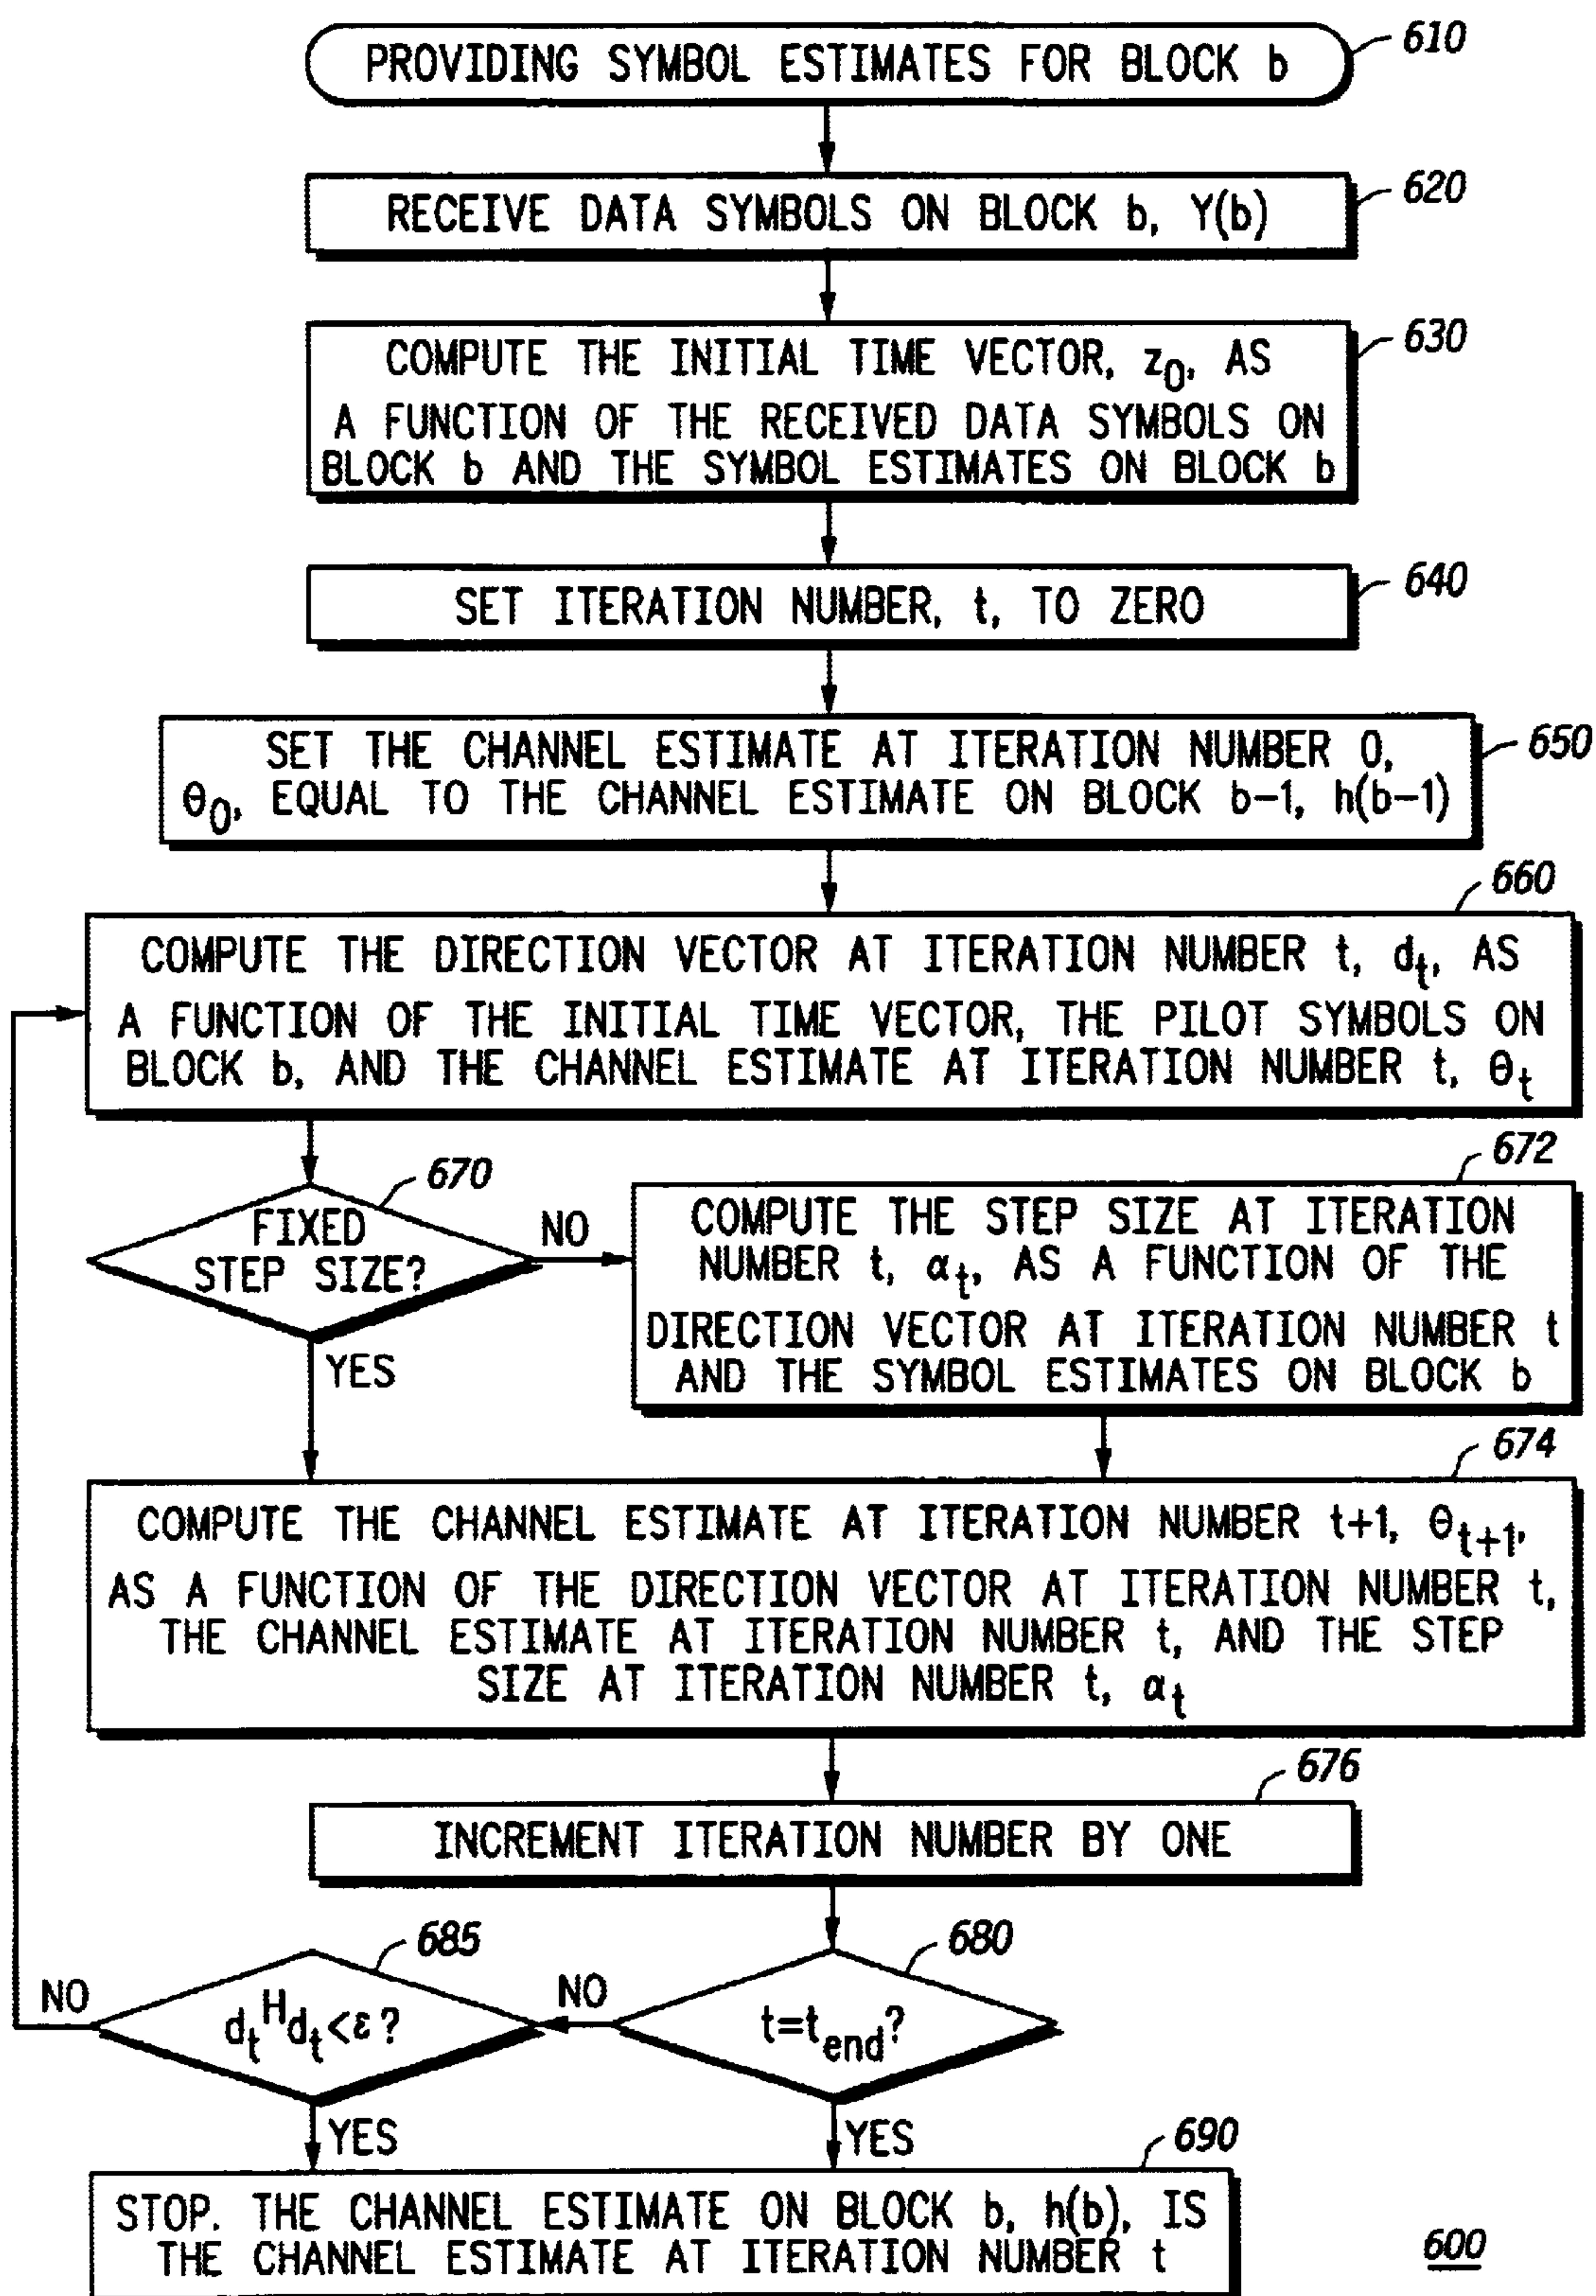 PROVIDING SYMBOL ESTIMATES FOR BLOCK b
610
RECEIVE DATA SYMBOLS ON BLOCK b, Y(b)
620
COMPUTE THE INITIAL TIME VECTOR, z₀, AS
A FUNCTION OF THE RECEIVED DATA SYMBOLS ON
BLOCK b AND THE SYMBOL ESTIMATES ON BLOCK b
630
SET ITERATION NUMBER, t, TO ZERO
640
SET THE CHANNEL ESTIMATE AT ITERATION NUMBER 0,
θ₀, EQUAL TO THE CHANNEL ESTIMATE ON BLOCK b-1, h(b-1)
650
660
COMPUTE THE DIRECTION VECTOR AT ITERATION NUMBER t, dₜ, AS
A FUNCTION OF THE INITIAL TIME VECTOR, THE PILOT SYMBOLS ON
BLOCK b, AND THE CHANNEL ESTIMATE AT ITERATION NUMBER t, θₜ
670
FIXED
STEP SIZE?
NO
YES
672
COMPUTE THE STEP SIZE AT ITERATION
NUMBER t, αₜ, AS A FUNCTION OF THE
DIRECTION VECTOR AT ITERATION NUMBER t
AND THE SYMBOL ESTIMATES ON BLOCK b
674
COMPUTE THE CHANNEL ESTIMATE AT ITERATION NUMBER t+1, θₜ₊₁,
AS A FUNCTION OF THE DIRECTION VECTOR AT ITERATION NUMBER t,
THE CHANNEL ESTIMATE AT ITERATION NUMBER t, AND THE STEP
SIZE AT ITERATION NUMBER t, αₜ
676
INCREMENT ITERATION NUMBER BY ONE
680
t=t_end?
NO
YES
685
dₜᴴdₜ<ε?
NO
YES
690
STOP. THE CHANNEL ESTIMATE ON BLOCK b, h(b), IS
THE CHANNEL ESTIMATE AT ITERATION NUMBER t
600